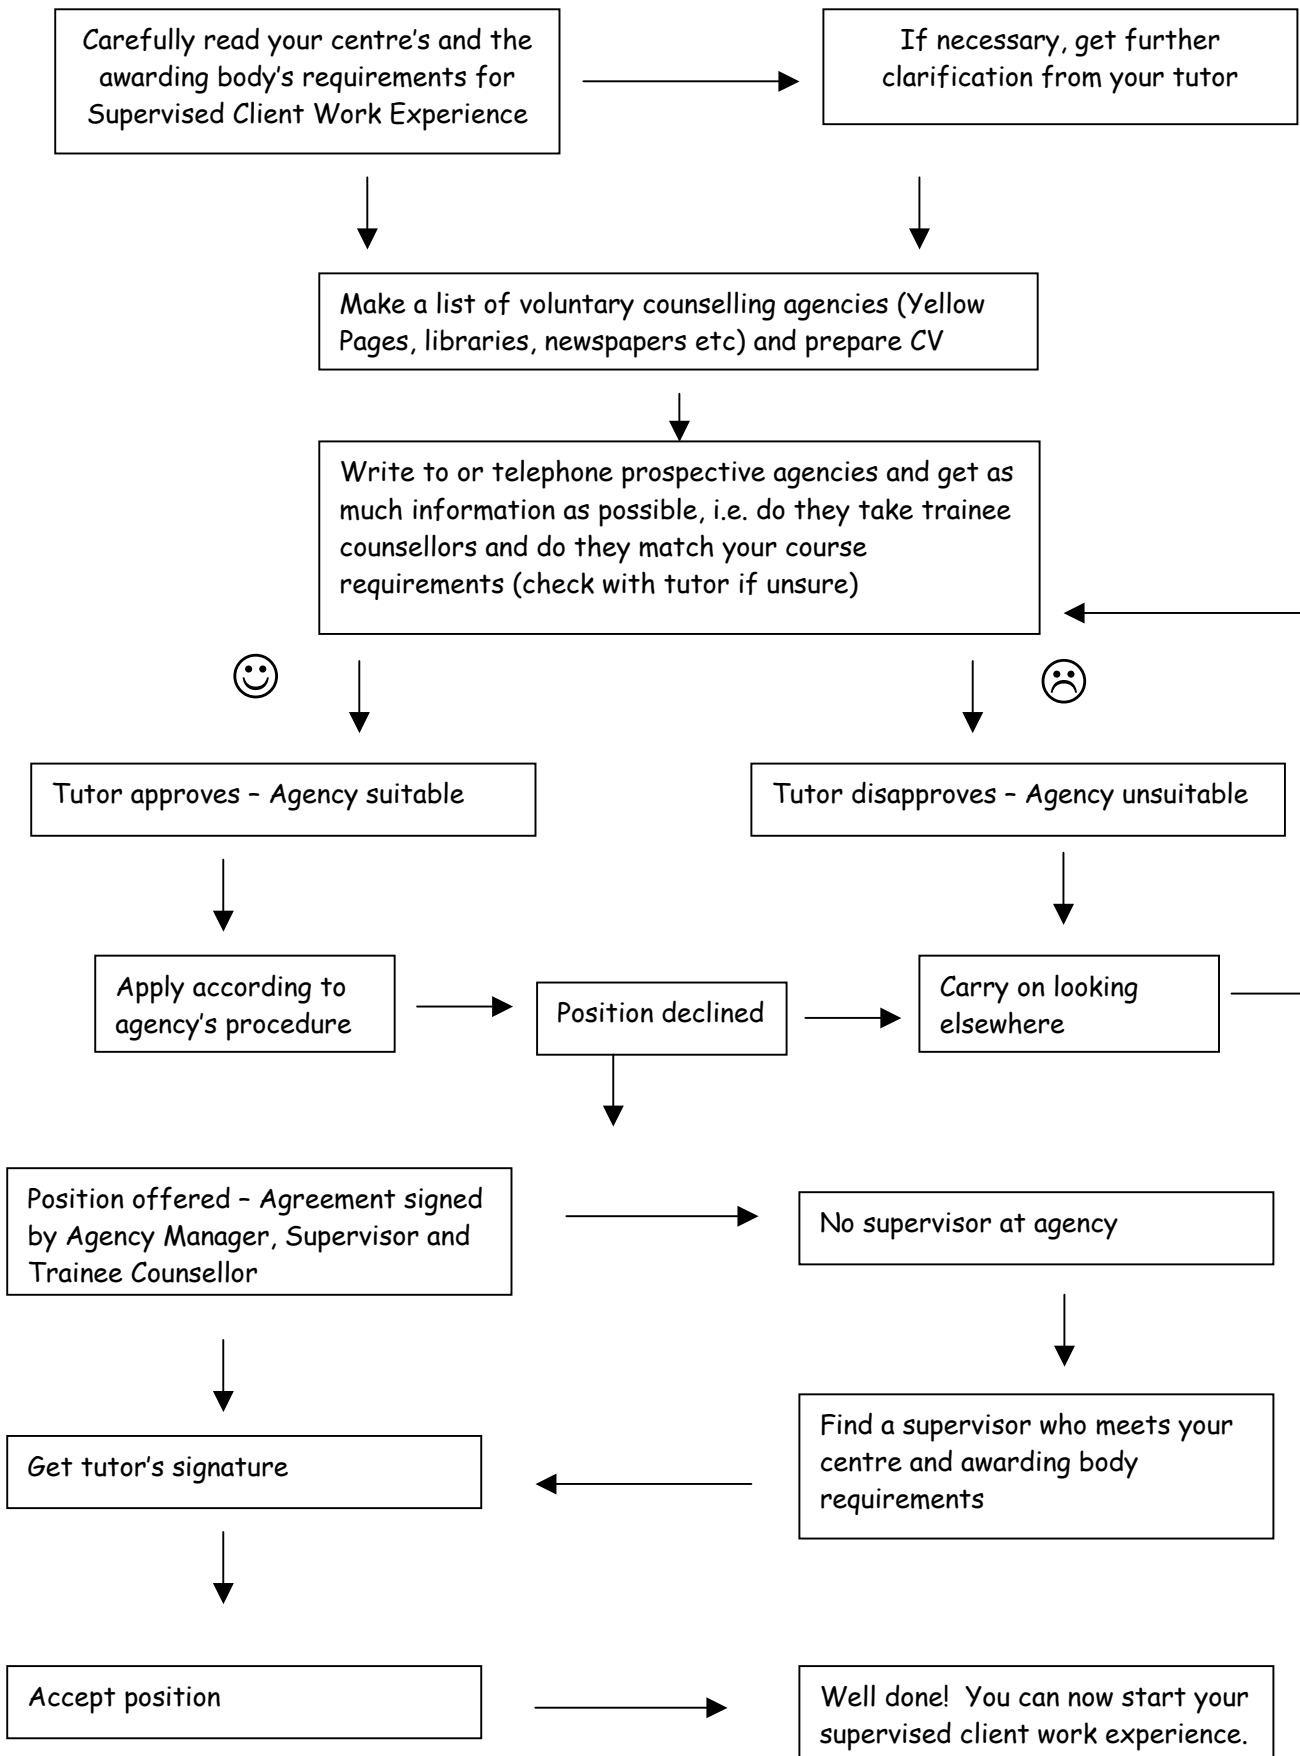 Carefully read your centre's and the
awarding body's requirements for
Supervised Client Work Experience
If necessary, get further
clarification from your tutor
Make a list of voluntary counselling agencies (Yellow
Pages, libraries, newspapers etc) and prepare CV
Write to or telephone prospective agencies and get as
much information as possible, i.e. do they take trainee
counsellors and do they match your course
requirements (check with tutor if unsure)
Tutor approves – Agency suitable
Tutor disapproves – Agency unsuitable
Apply according to
agency's procedure
Position declined
Carry on looking
elsewhere
Position offered – Agreement signed
by Agency Manager, Supervisor and
Trainee Counsellor
No supervisor at agency
Find a supervisor who meets your
centre and awarding body
requirements
Get tutor's signature
Accept position
Well done!  You can now start your
supervised client work experience.